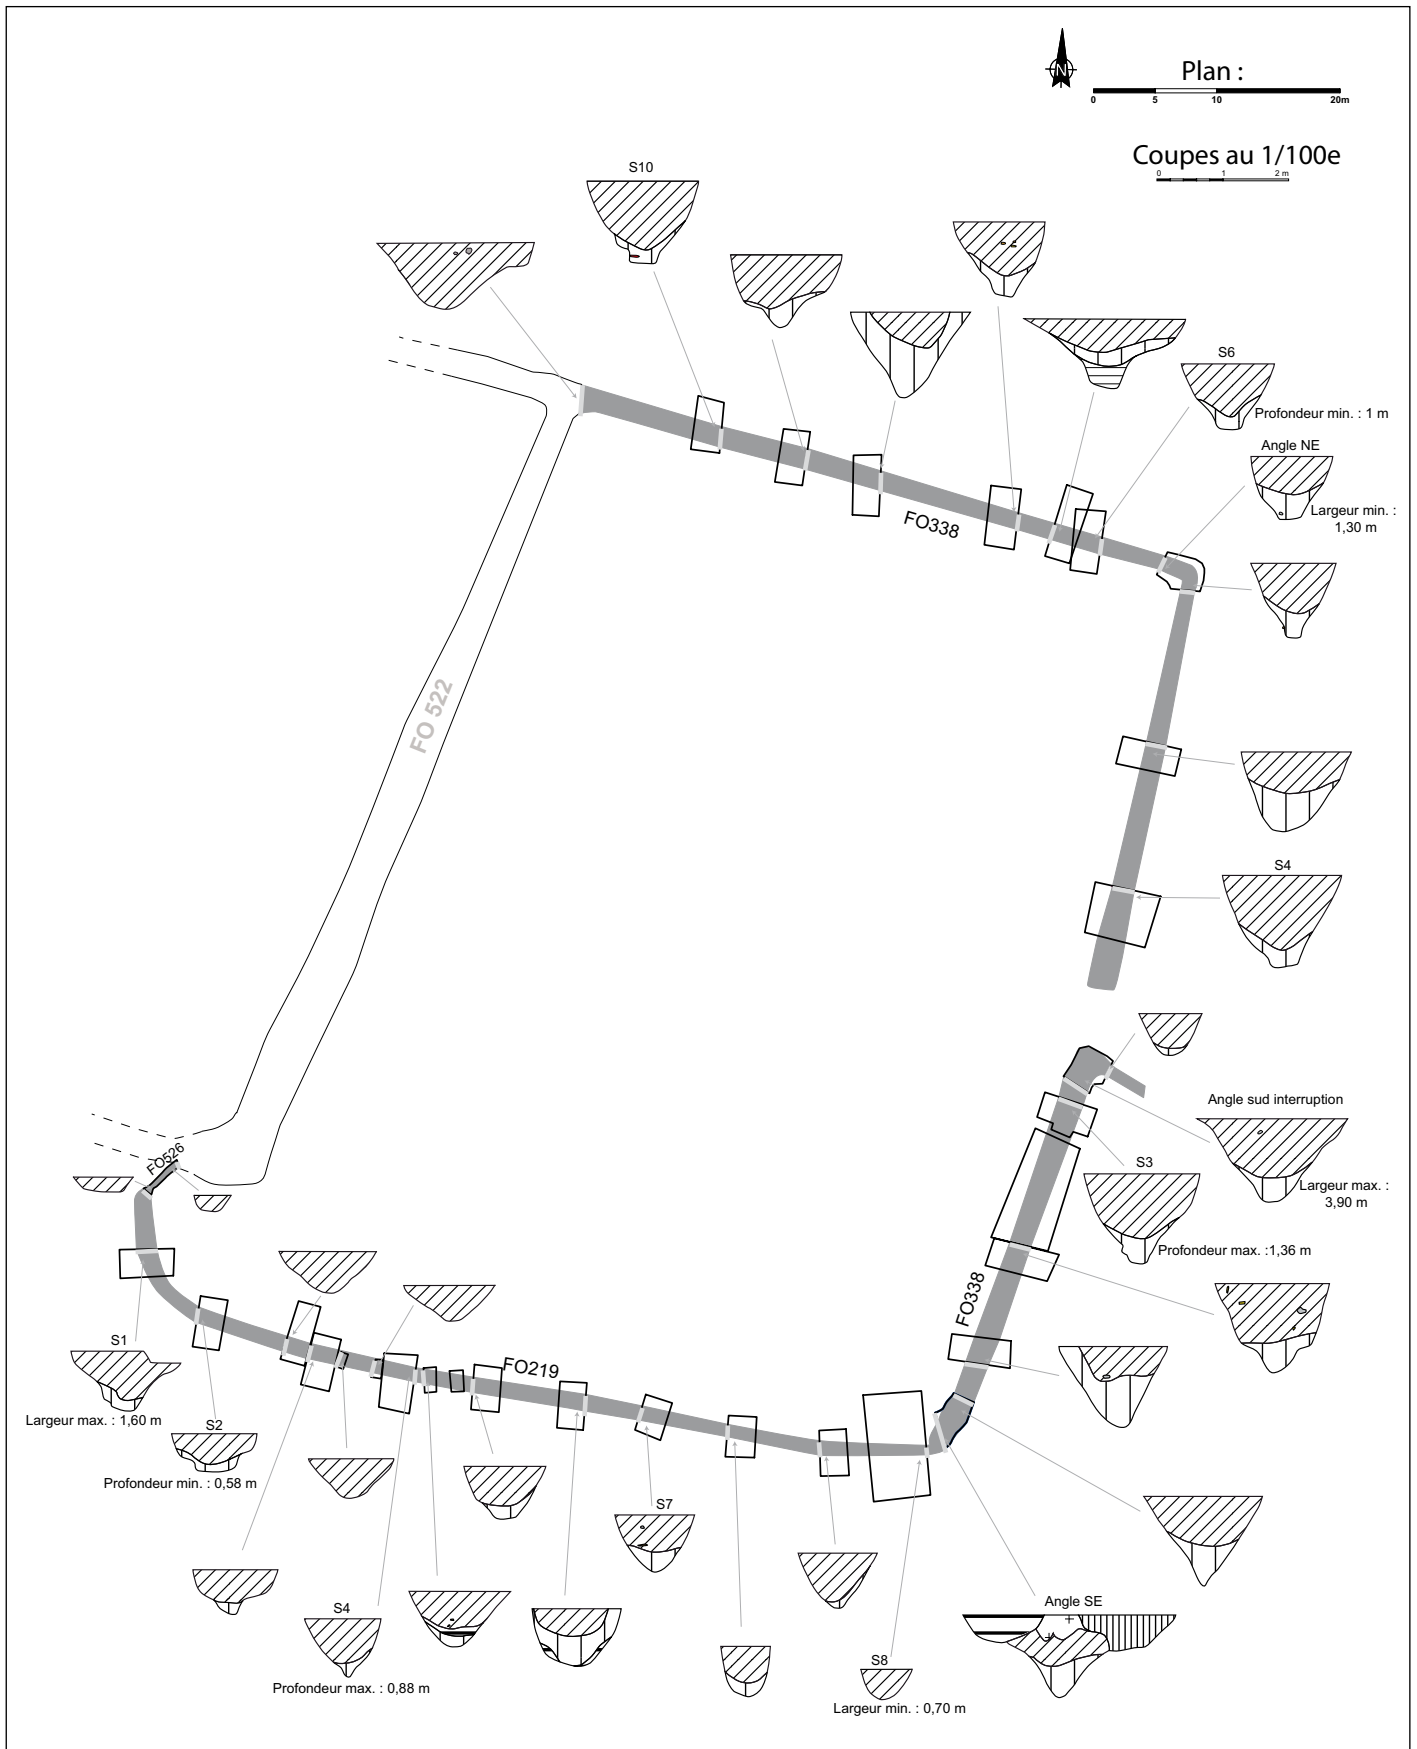 N
Plan :
0 5 10 20m
Coupes au 1/100e
0 1 2 m
S10
S6
Profondeur min. : 1 m
Angle NE
Largeur min. :
1,30 m
FO338
FO 522
S4
Angle sud interruption
Largeur max. :
3,90 m
S3
Profondeur max. :1,36 m
FO526
FO338
S1
Largeur max. : 1,60 m
S2
Profondeur min. : 0,58 m
FO219
S7
S4
Profondeur max. : 0,88 m
Angle SE
S8
Largeur min. : 0,70 m